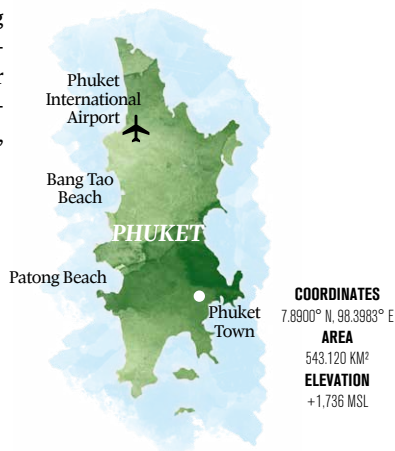 g
-
r
-
,
Phuket
International
Airport
Bang Tao
Beach
PHUKET
Patong Beach
Phuket
Town
COORDINATES
7.8900° N, 98.3983° E
AREA
543.120 KM²
ELEVATION
+1,736 MSL